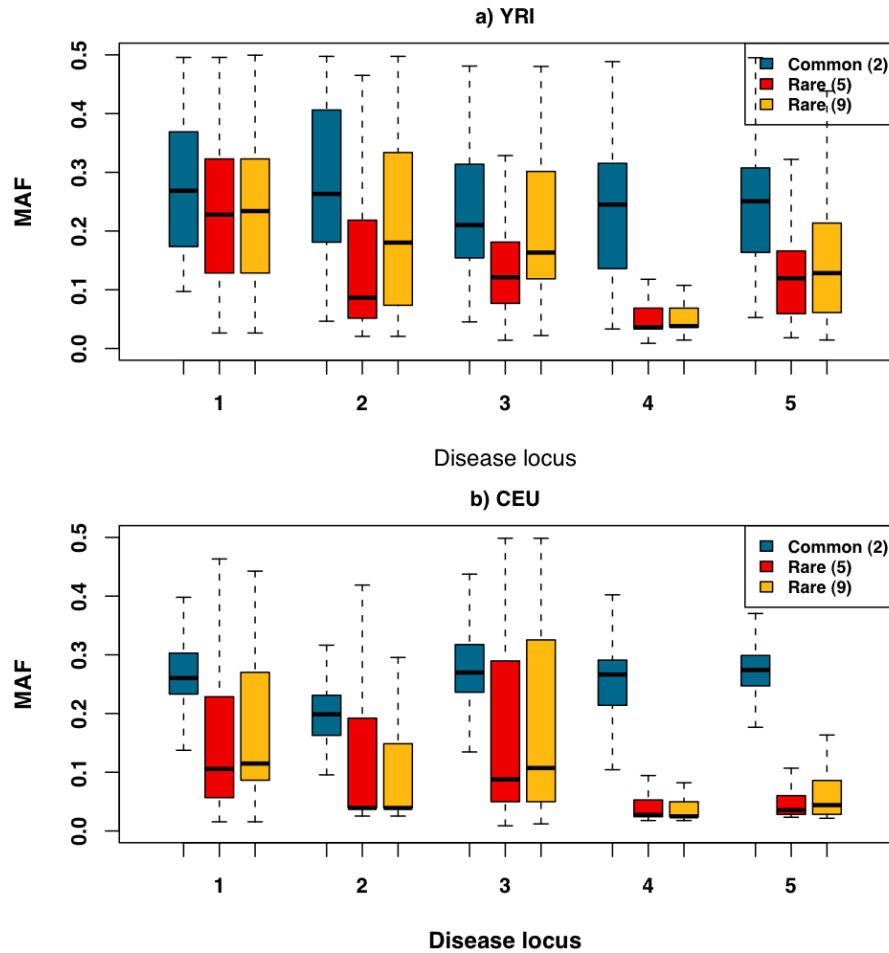 a) YRI
MAF
0.5
0.4
0.3
0.2
0.1
0.0
Common (2)
Rare (5)
Rare (9)
1 2 3 4 5
Disease locus
b) CEU
MAF
0.5
0.4
0.3
0.2
0.1
0.0
Common (2)
Rare (5)
Rare (9)
1 2 3 4 5
Disease locus